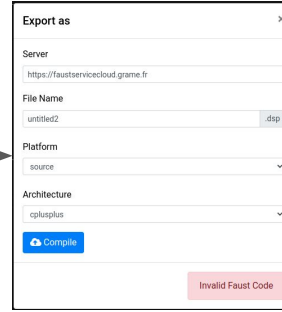 Export as
Server
https://faustservicecloud.grame.fr
File Name
untitled2 .dsp
Platform
source
Architecture
cplusplus
Compile
Invalid Faust Code